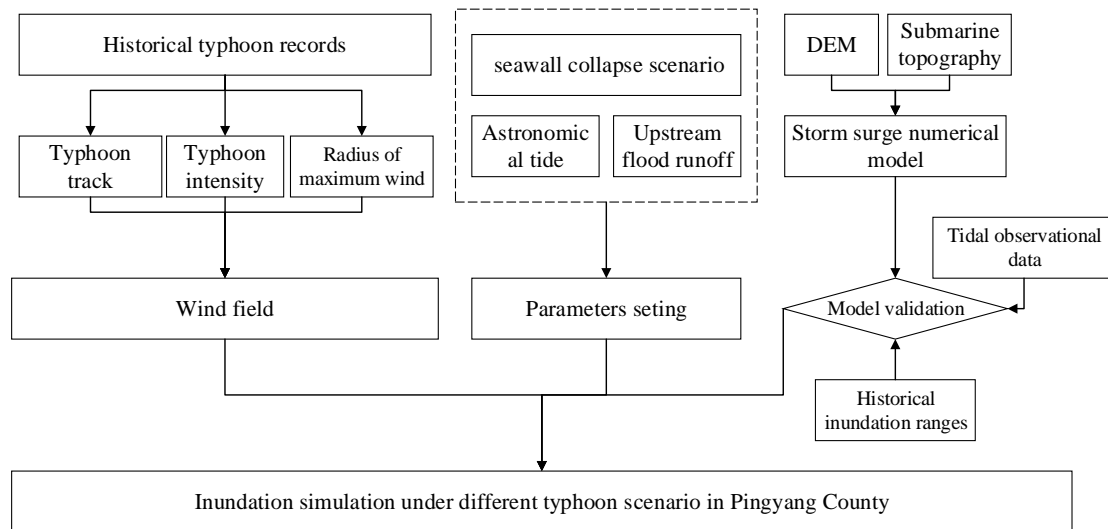 Historical typhoon records
seawall collapse scenario
DEM
Submarine
topography
Typhoon
track
Typhoon
intensity
Radius of
maximum wind
Astronomic
al tide
Upstream
flood runoff
Storm surge numerical
model
Tidal observational
data
Wind field
Parameters seting
Model validation
Historical
inundation ranges
Inundation simulation under different typhoon scenario in Pingyang County